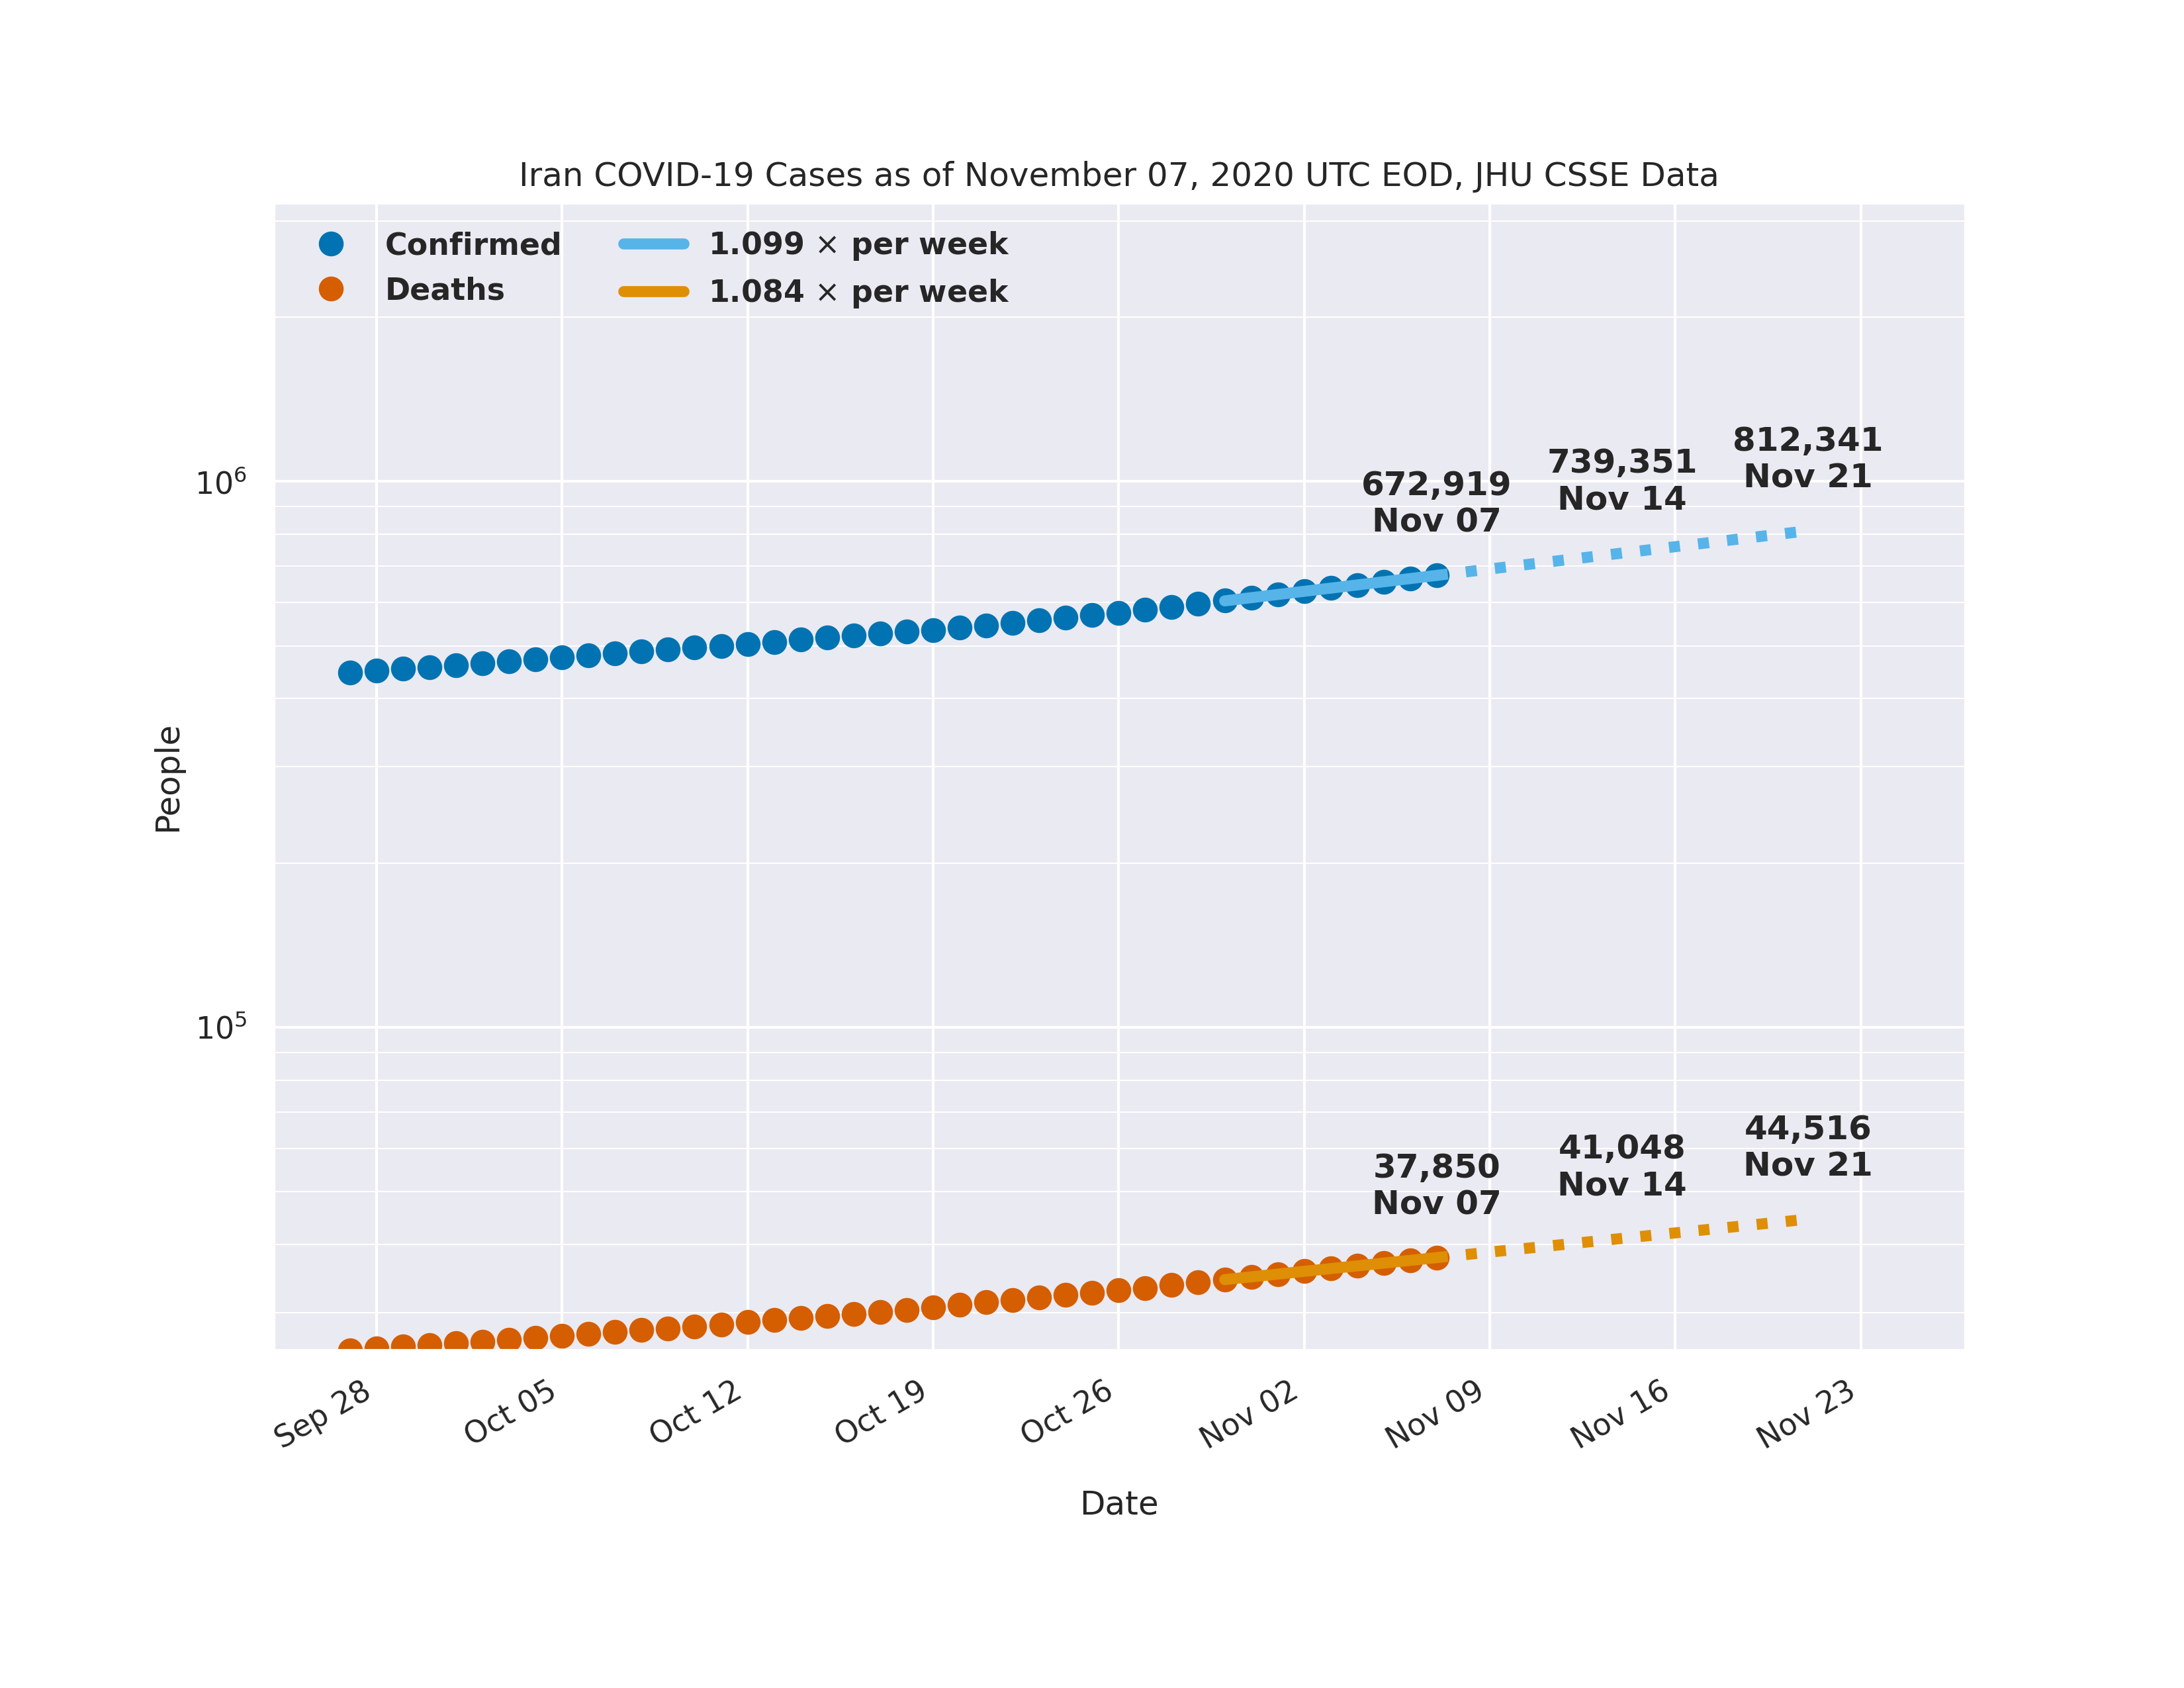 Iran COVID-19 Cases as of November 07, 2020 UTC EOD, JHU CSSE Data
Confirmed
Deaths
1.099 × per week
1.084 × per week
812,341
Nov 21
739,351
Nov 14
672,919
Nov 07
10⁶
People
10⁵
44,516
Nov 21
41,048
Nov 14
37,850
Nov 07
Sep 28
Oct 05
Oct 12
Oct 19
Oct 26
Nov 02
Nov 09
Nov 16
Nov 23
Date